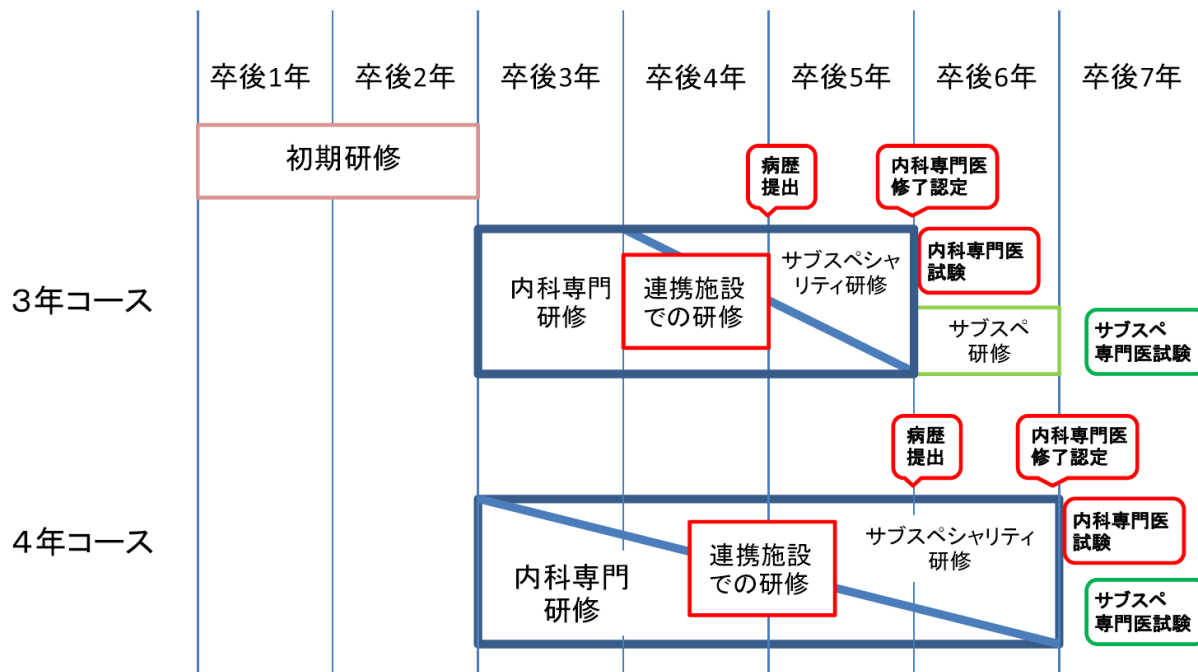 卒後1年
卒後2年
卒後3年
卒後4年
卒後5年
卒後6年
卒後7年
初期研修
病歴
提出
内科専門医
修了認定
3年コース
内科専門
研修
連携施設
での研修
サブスペシャ
リティ研修
内科専門医
試験
サブスペ
研修
サブスペ
専門医試験
病歴
提出
内科専門医
修了認定
4年コース
内科専門
研修
連携施設
での研修
サブスペシャリティ
研修
内科専門医
試験
サブスペ
専門医試験